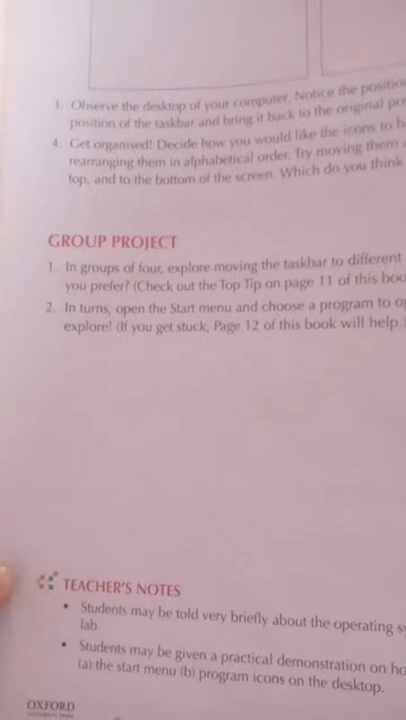 1. Observe the desktop of your computer. Notice the
position of the taskbar and bring it back to the original
4. Get organised! Decide how you would like the icons to
rearranging them in alphabetical order. Try moving them
top, and to the bottom of the screen. Which do you think
GROUP PROJECT
1. In groups of four, explore moving the taskbar to different
you prefer? (Check out the Top Tip on page 11 of this
2. In turns, open the Start menu and choose a program to
explore! (If you get stuck, Page 12 of this book will help.
TEACHER'S NOTES
• Students may be told very briefly about the operating
lab.
• Students may be given a practical demonstration on
(a) the start menu (b) program icons on the desktop.
OXFORD
UNIVERSITY PRESS